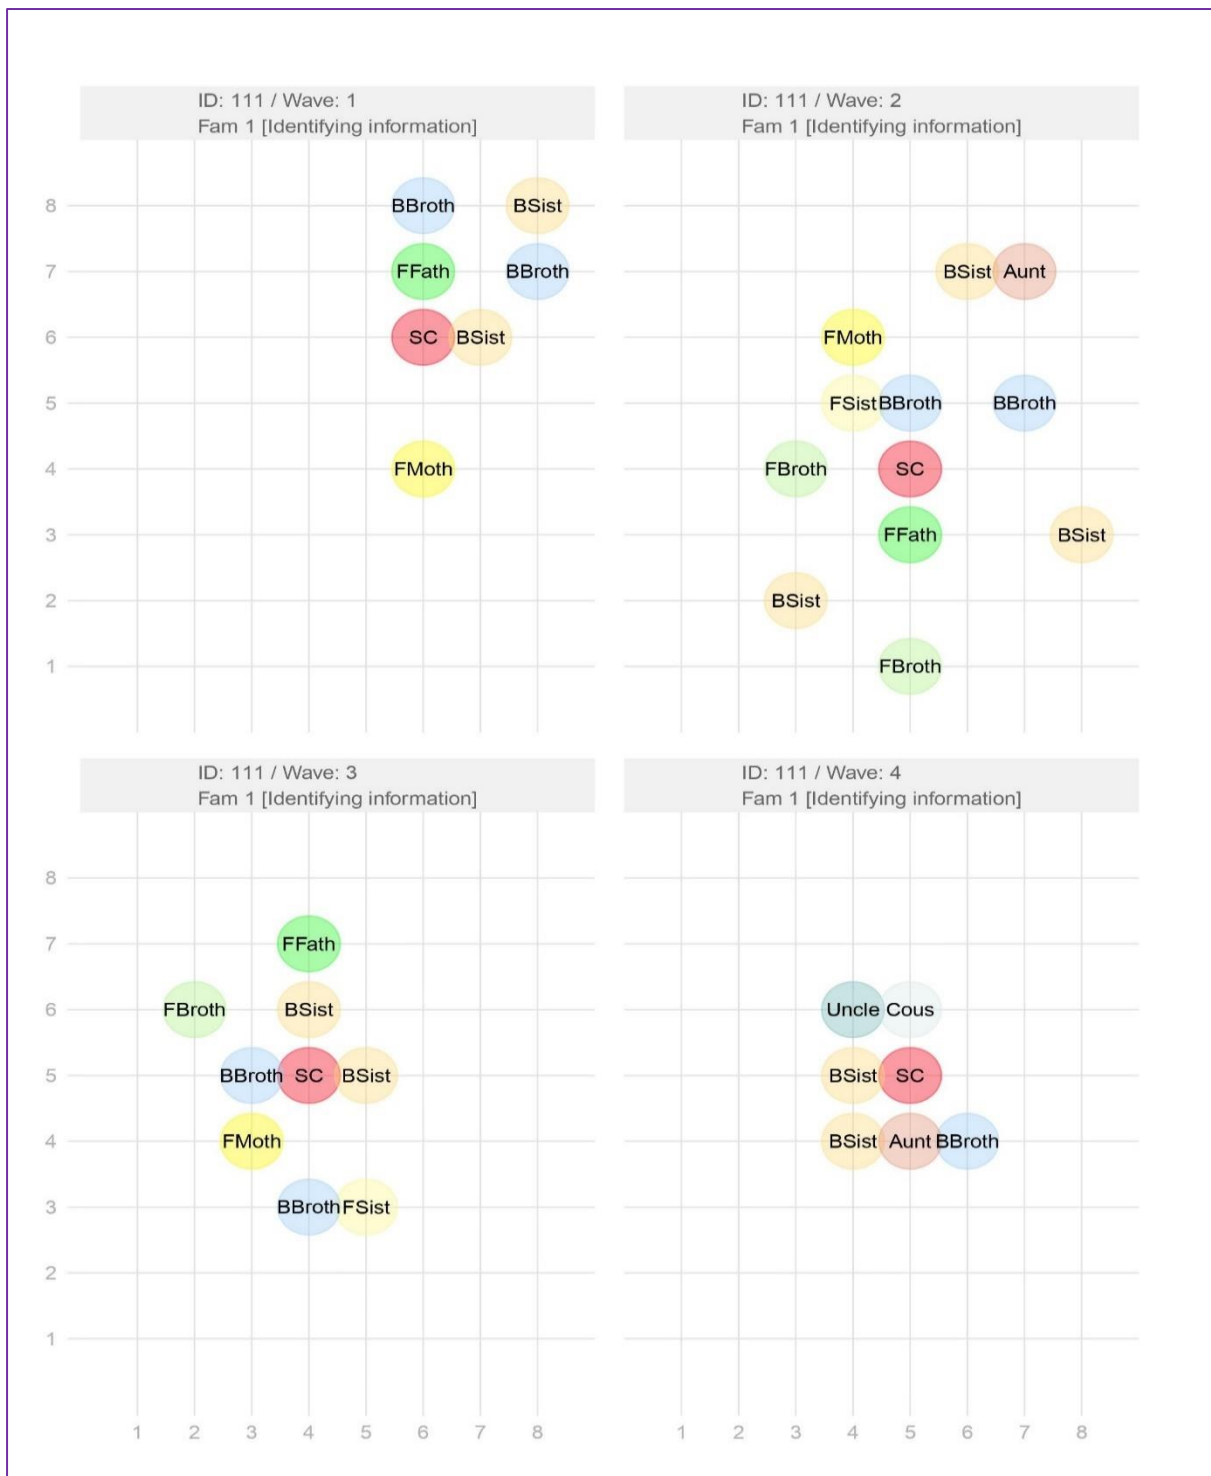 ID: 111 / Wave: 1
Fam 1 [Identifying information]
8
BBroth BSist
7
FFath BBroth
6
SC BSist
5
4
FMoth
3
2
1
ID: 111 / Wave: 2
Fam 1 [Identifying information]
BSist Aunt
FMoth
FSist BBroth BBroth
FBroth SC
FFath BSist
BSist
FBroth
ID: 111 / Wave: 3
Fam 1 [Identifying information]
8
7
FFath
6
FBroth BSist
5
BBroth SC BSist
4
FMoth
3
BBroth FSist
2
1
1 2 3 4 5 6 7 8
ID: 111 / Wave: 4
Fam 1 [Identifying information]
Uncle Cous
BSist SC
BSist Aunt BBroth
1 2 3 4 5 6 7 8